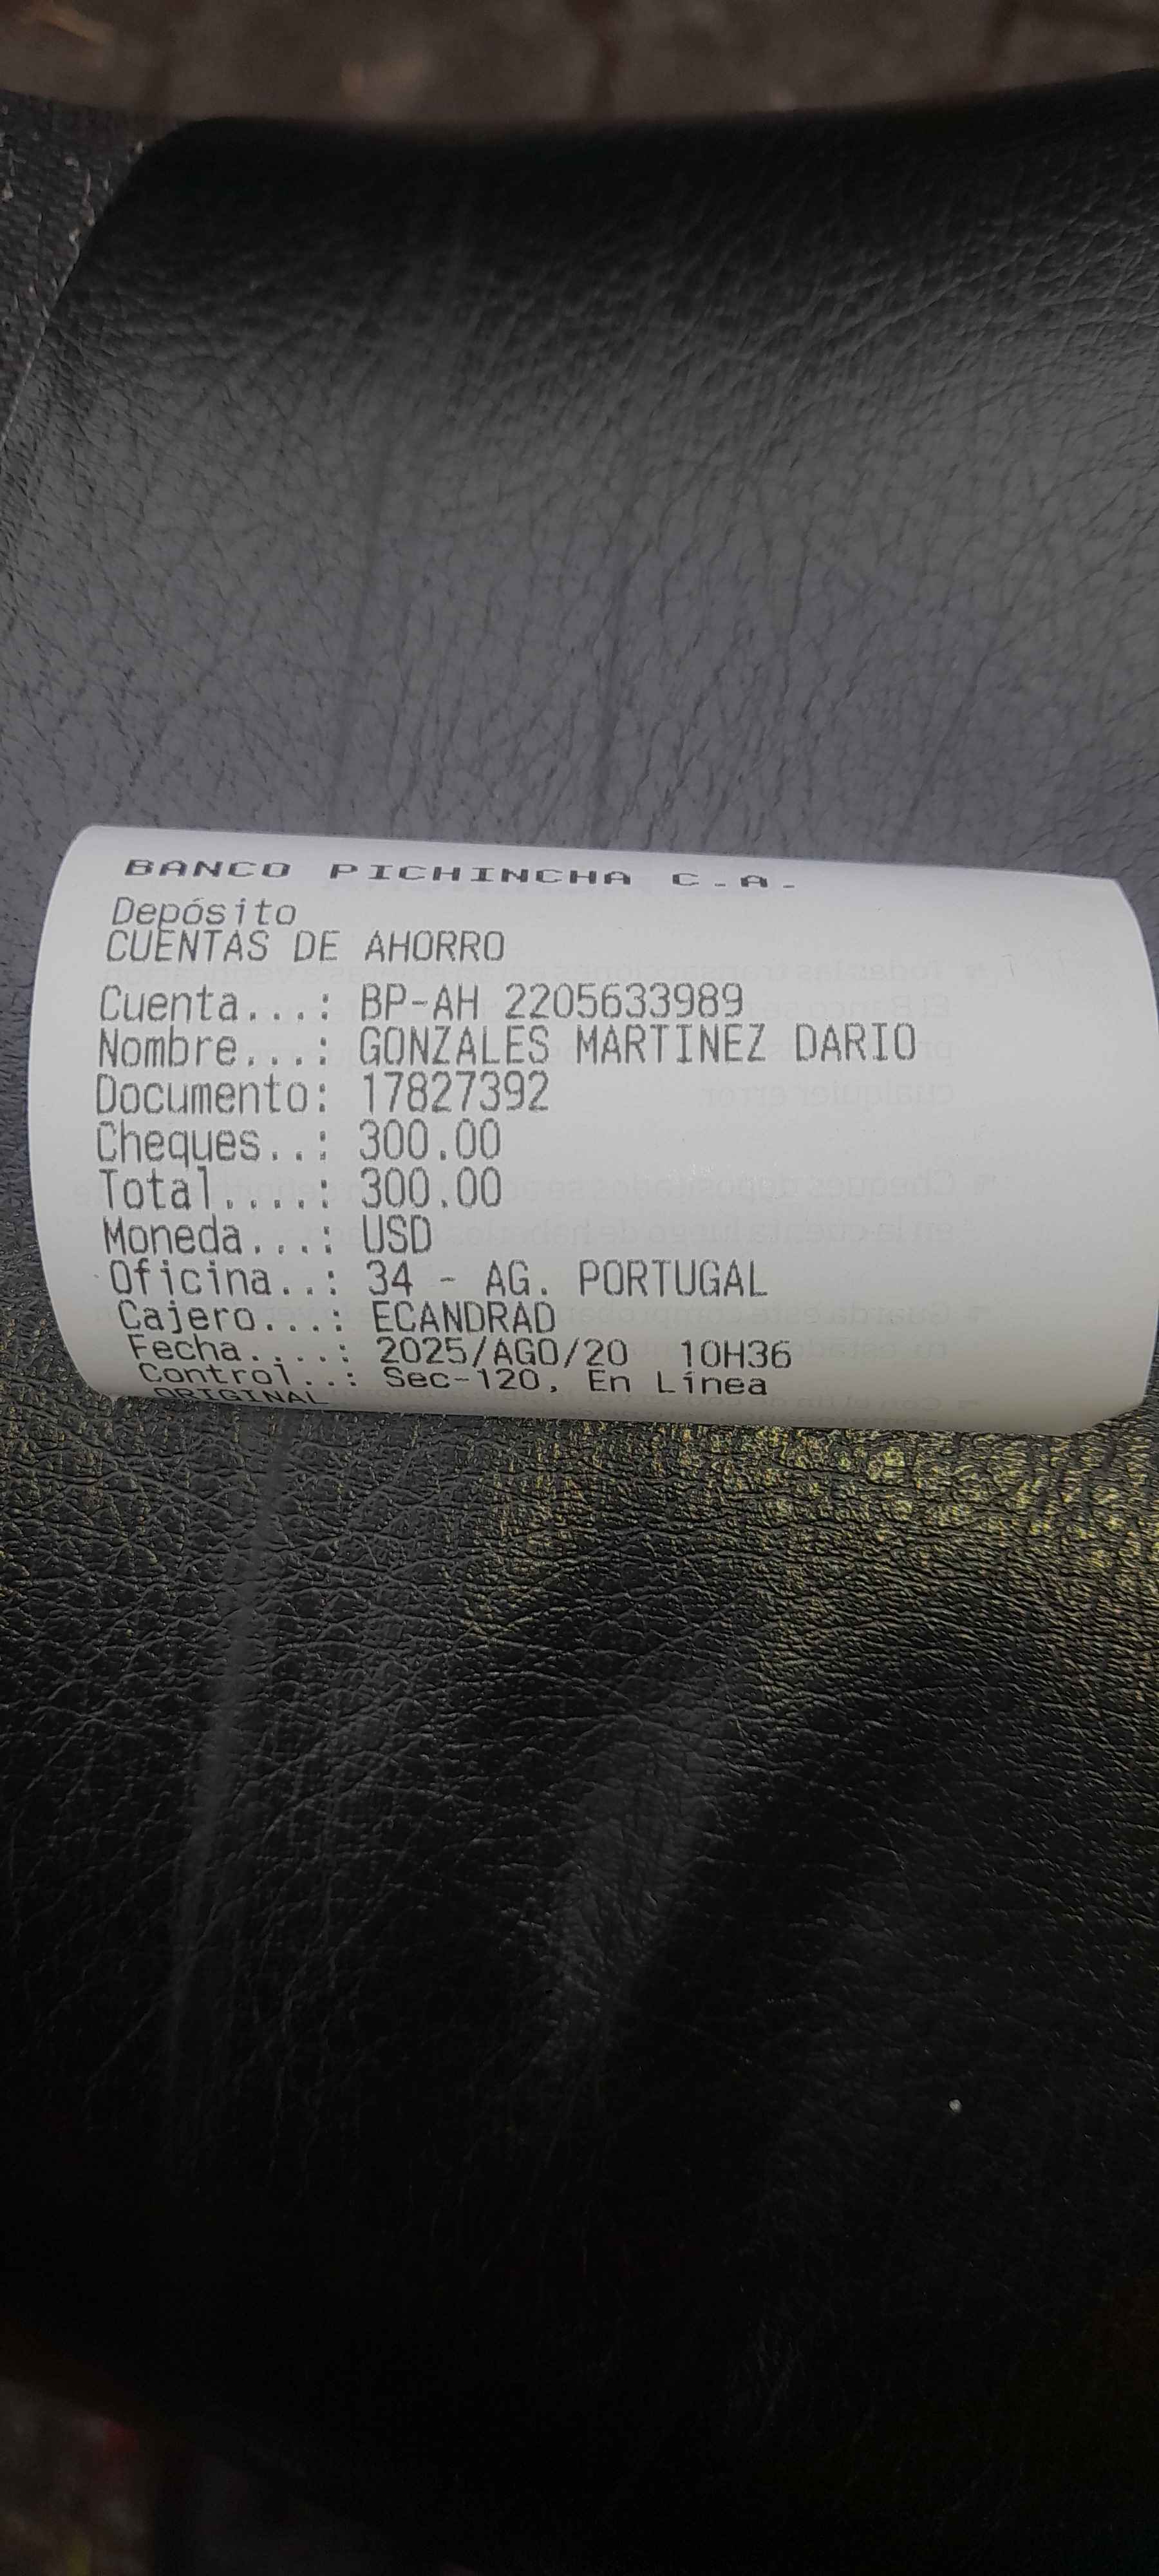 BANCO PICHINCHA C.A.
Depósito
CUENTAS DE AHORRO
Cuenta...: BP-AH 2205633989
Nombre...: GONZALES MARTINEZ DARIO
Documento: 17827392
Cheques..: 300.00
Total....: 300.00
Moneda...: USD
Oficina..: 34 - AG. PORTUGAL
Cajero...: ECANDRAD
Fecha....: 2025/AGO/20 10H36
Control..: Sec-120, En Línea
ORIGINAL